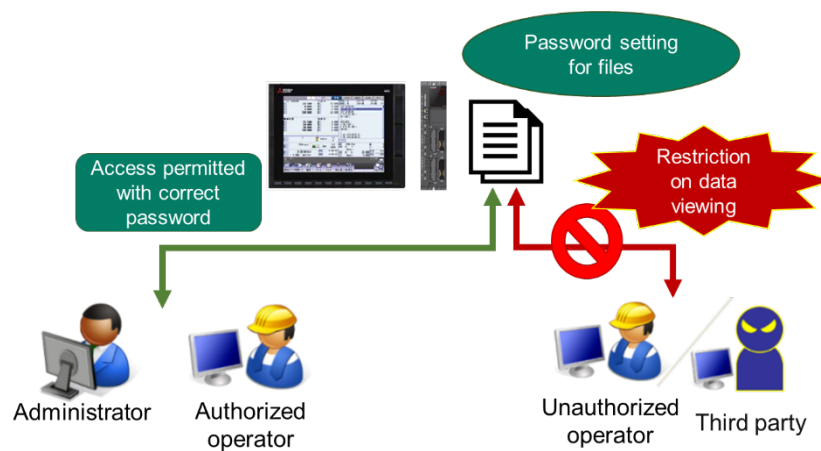 Password setting
for files
Access permitted
with correct
password
Restriction
on data
viewing
Administrator
Authorized
operator
Unauthorized
operator
Third party